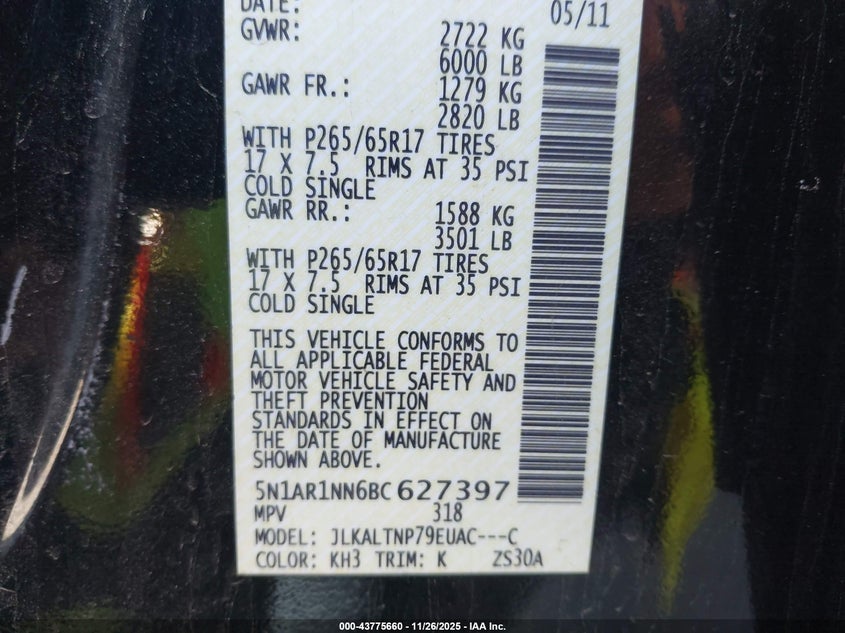 DATE: 05/11
GVWR: 2722 KG
6000 LB
GAWR FR.: 1279 KG
2820 LB
WITH P265/65R17 TIRES
17 X 7.5 RIMS AT 35 PSI
COLD SINGLE
GAWR RR.: 1588 KG
3501 LB
WITH P265/65R17 TIRES
17 X 7.5 RIMS AT 35 PSI
COLD SINGLE
THIS VEHICLE CONFORMS TO
ALL APPLICABLE FEDERAL
MOTOR VEHICLE SAFETY AND
THEFT PREVENTION
STANDARDS IN EFFECT ON
THE DATE OF MANUFACTURE
SHOWN ABOVE.
5N1AR1NN6BC 627397
MPV 318
MODEL: JLKALTNP79EUAC---C
COLOR: KH3 TRIM: K ZS30A
000-43775660 - 11/26/2025 - IAA Inc.